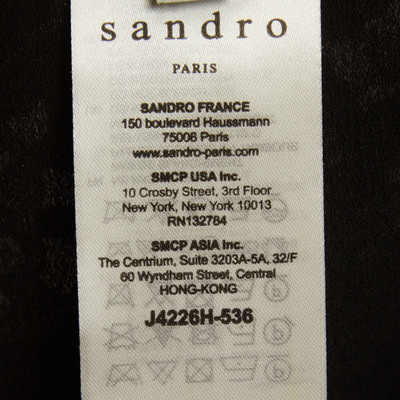 sandro
PARIS
SANDRO FRANCE
150 boulevard Haussmann
75008 Paris
www.sandro-paris.com
SMCP USA Inc.
10 Crosby Street, 3rd Floor
New York, New York 10013
RN132784
SMCP ASIA Inc.
The Centrium, Suite 3203A-5A, 32/F
60 Wyndham Street, Central
HONG-KONG
J4226H-536